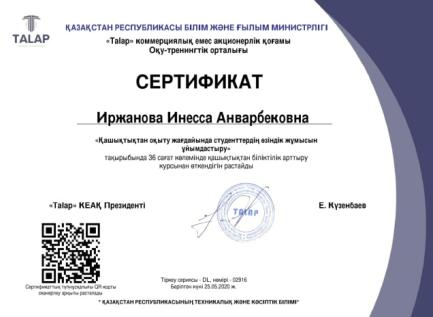 TALAP
ҚАЗАҚСТАН РЕСПУБЛИКАСЫ БІЛІМ ЖӘНЕ ҒЫЛЫМ МИНИСТРЛІГІ
«Talap» коммерциялық емес акционерлік қоғамы
Оқу-тренингтік орталығы
СЕРТИФИКАТ
Иржанова Инесса Анварбековна
«Қашықтықтан оқыту жағдайында студенттердің өзіндік жұмысын
ұйымдастыру»
тақырыбында 36 сағат көлемінде қашықтықтан біліктілік арттыру
курсынан өткендігін растайды
«Talap» КЕАҚ Президенті
TALAP
Е. Күзенбаев
Сертификаттың түпнұсқалығы QR кодты
сканерлеу арқылы расталады
Тіркеу сериясы - DL, нөмірі - 02916
Берілген күні 25.05.2020 ж.
" ҚАЗАҚСТАН РЕСПУБЛИКАСЫНЫҢ ТЕХНИКАЛЫҚ ЖӘНЕ КӘСІПТІК БІЛІМІ"